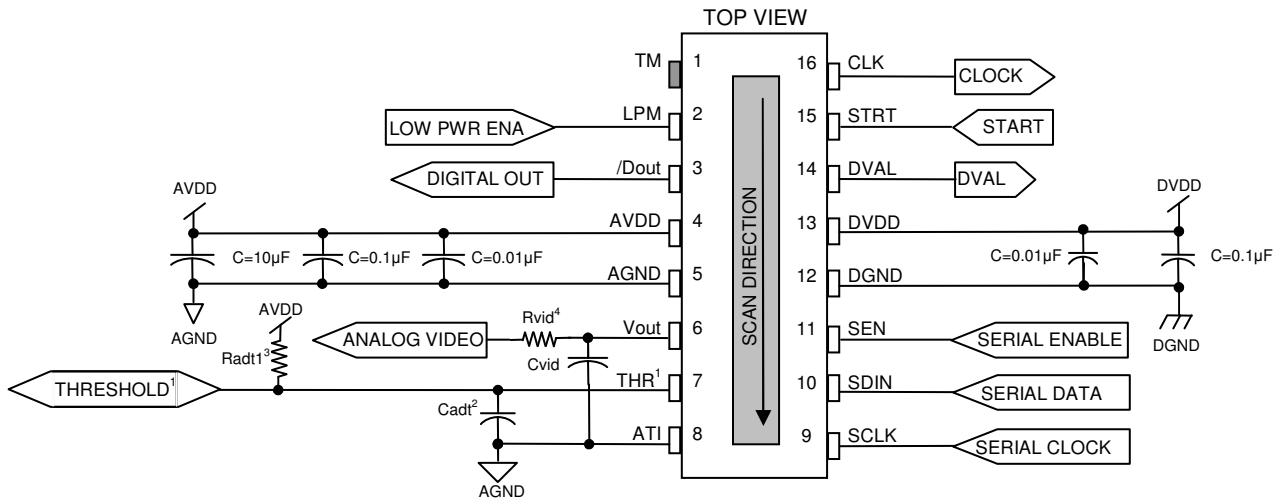 TOP VIEW
TM 1 16 CLK CLOCK
LOW PWR ENA LPM 2 15 STRT START
DIGITAL OUT /Dout 3 14 DVAL DVAL
AVDD AVDD 4 13 DVDD DVDD
C=10µF C=0.1µF C=0.01µF C=0.01µF C=0.1µF
AGND AGND 5 12 DGND DGND
SCAN DIRECTION
AVDD
ANALOG VIDEO Rvid⁴ Vout 6 11 SEN SERIAL ENABLE
Radt1³ Cvid
THRESHOLD¹ THR¹ 7 10 SDIN SERIAL DATA
Cadt²
ATI 8 9 SCLK SERIAL CLOCK
AGND